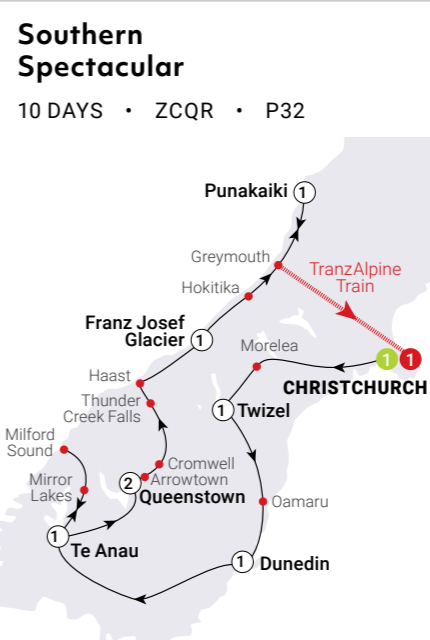 Southern
Spectacular
10 DAYS • ZCQR • P32
Punakaiki 1
Greymouth
TranzAlpine
Train
Hokitika
Franz Josef
Glacier 1
Morelea
1 1
CHRISTCHURCH
Haast
Thunder
Creek Falls
1 Twizel
Milford
Sound
Cromwell
Arrowtown
Mirror
Lakes
2
Queenstown
Oamaru
1
Te Anau
1 Dunedin